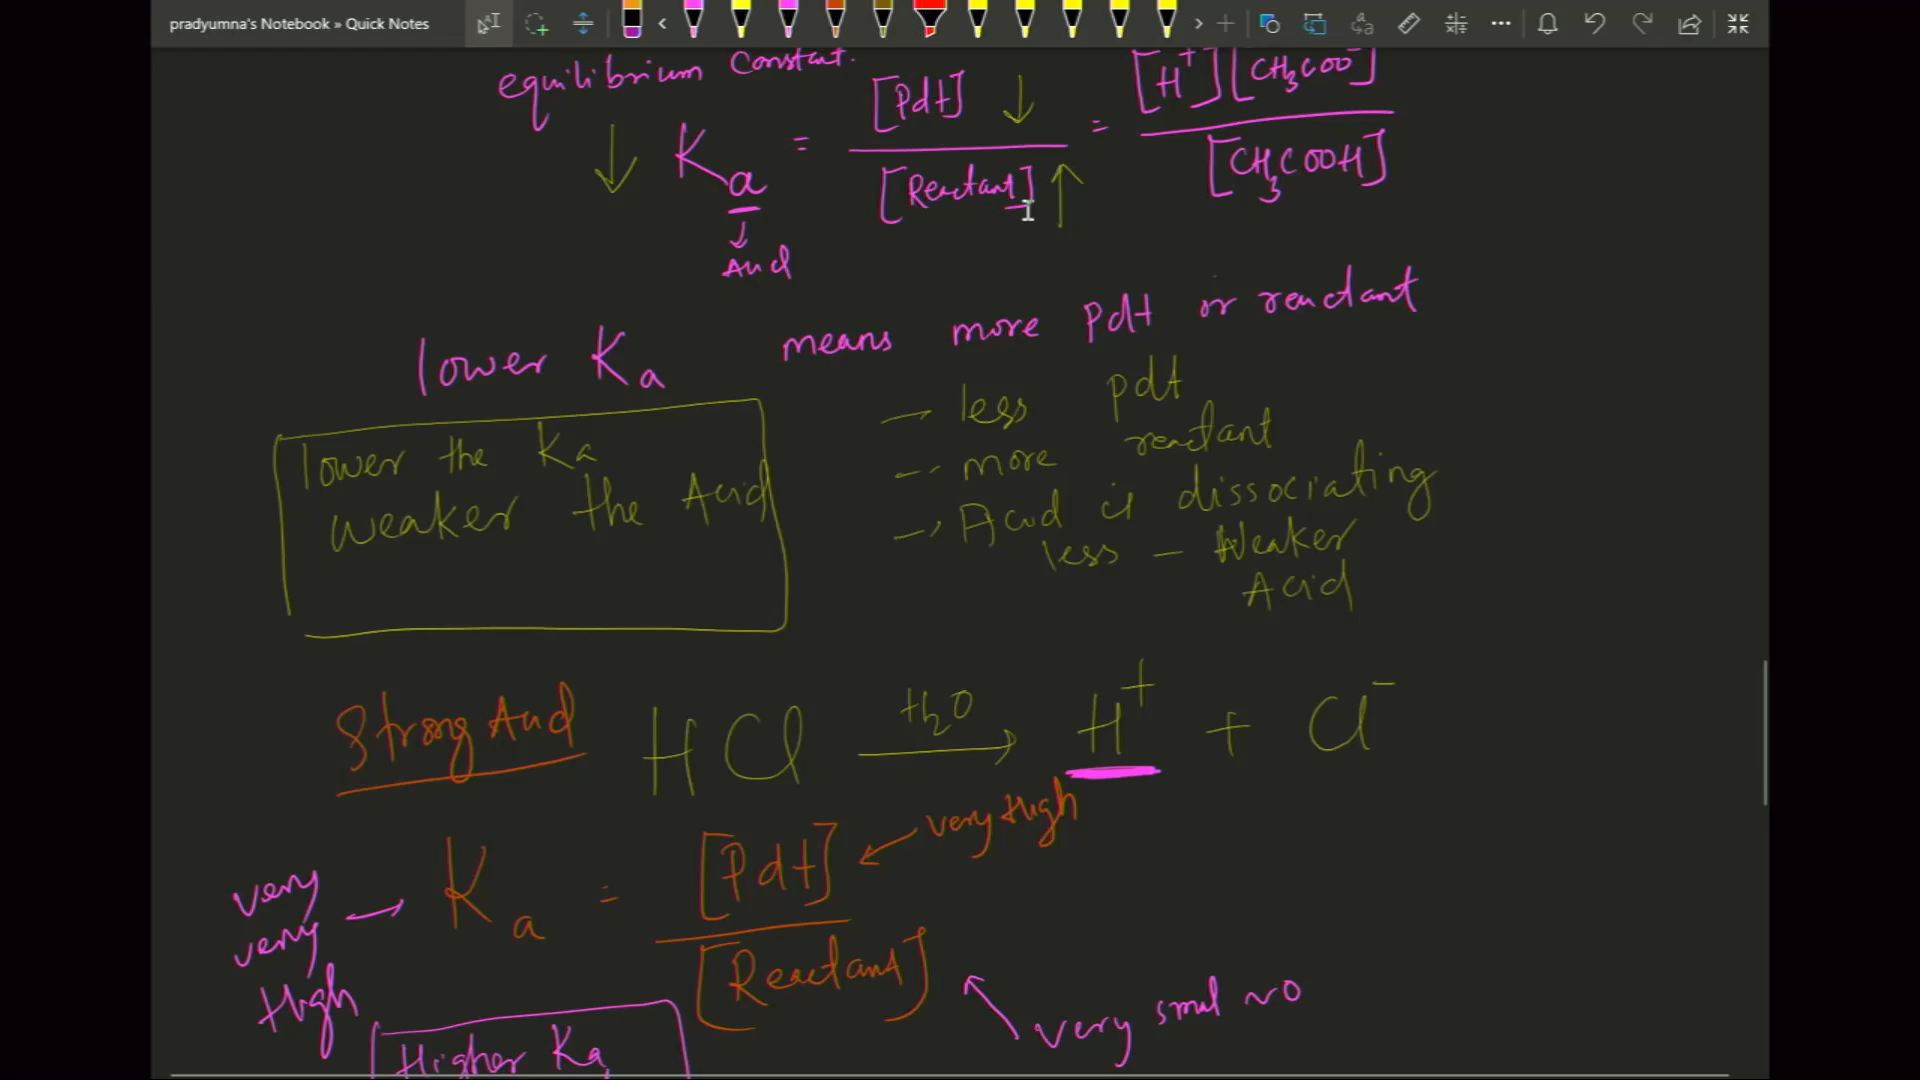 pradyumna's Notebook » Quick Notes
equilibrium Constant.
Ka = [Pdt] ↓ / [Reactant] ↑ = [H+][CH3COO-] / [CH3COOH]
↓
Acid
lower Ka means more Pdt or reactant
lower the Ka
weaker the Acid
→ less pdt
-- more reactant
→ Acid is dissociating
less – Weaker
Acid
Strong Acid HCl H2O → H+ + Cl-
very
very
High → Ka = [Pdt] / [Reactant]
← very High
very small no
Higher Ka